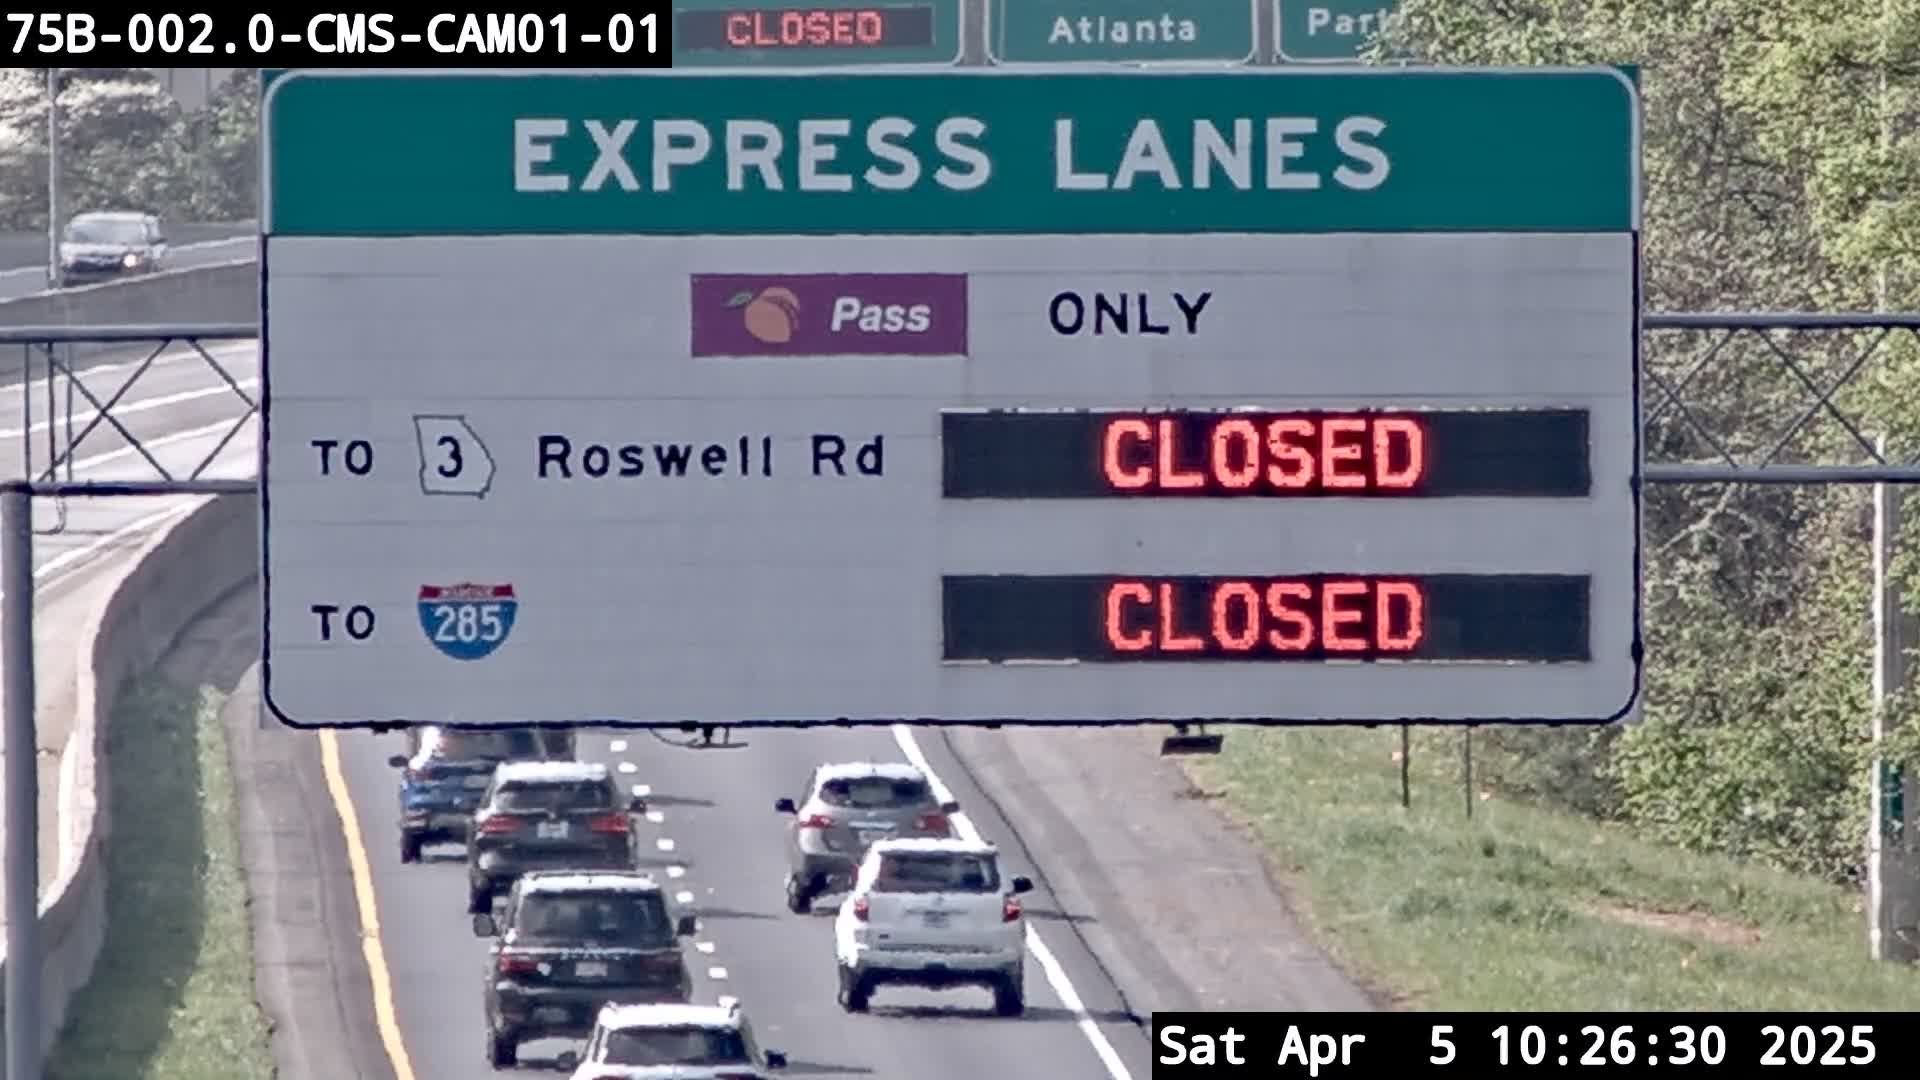 75B-002.0-CMS-CAM01-01
CLOSED
Atlanta
EXPRESS LANES
Pass ONLY
TO 3 Roswell Rd CLOSED
TO 285 CLOSED
Sat Apr 5 10:26:30 2025